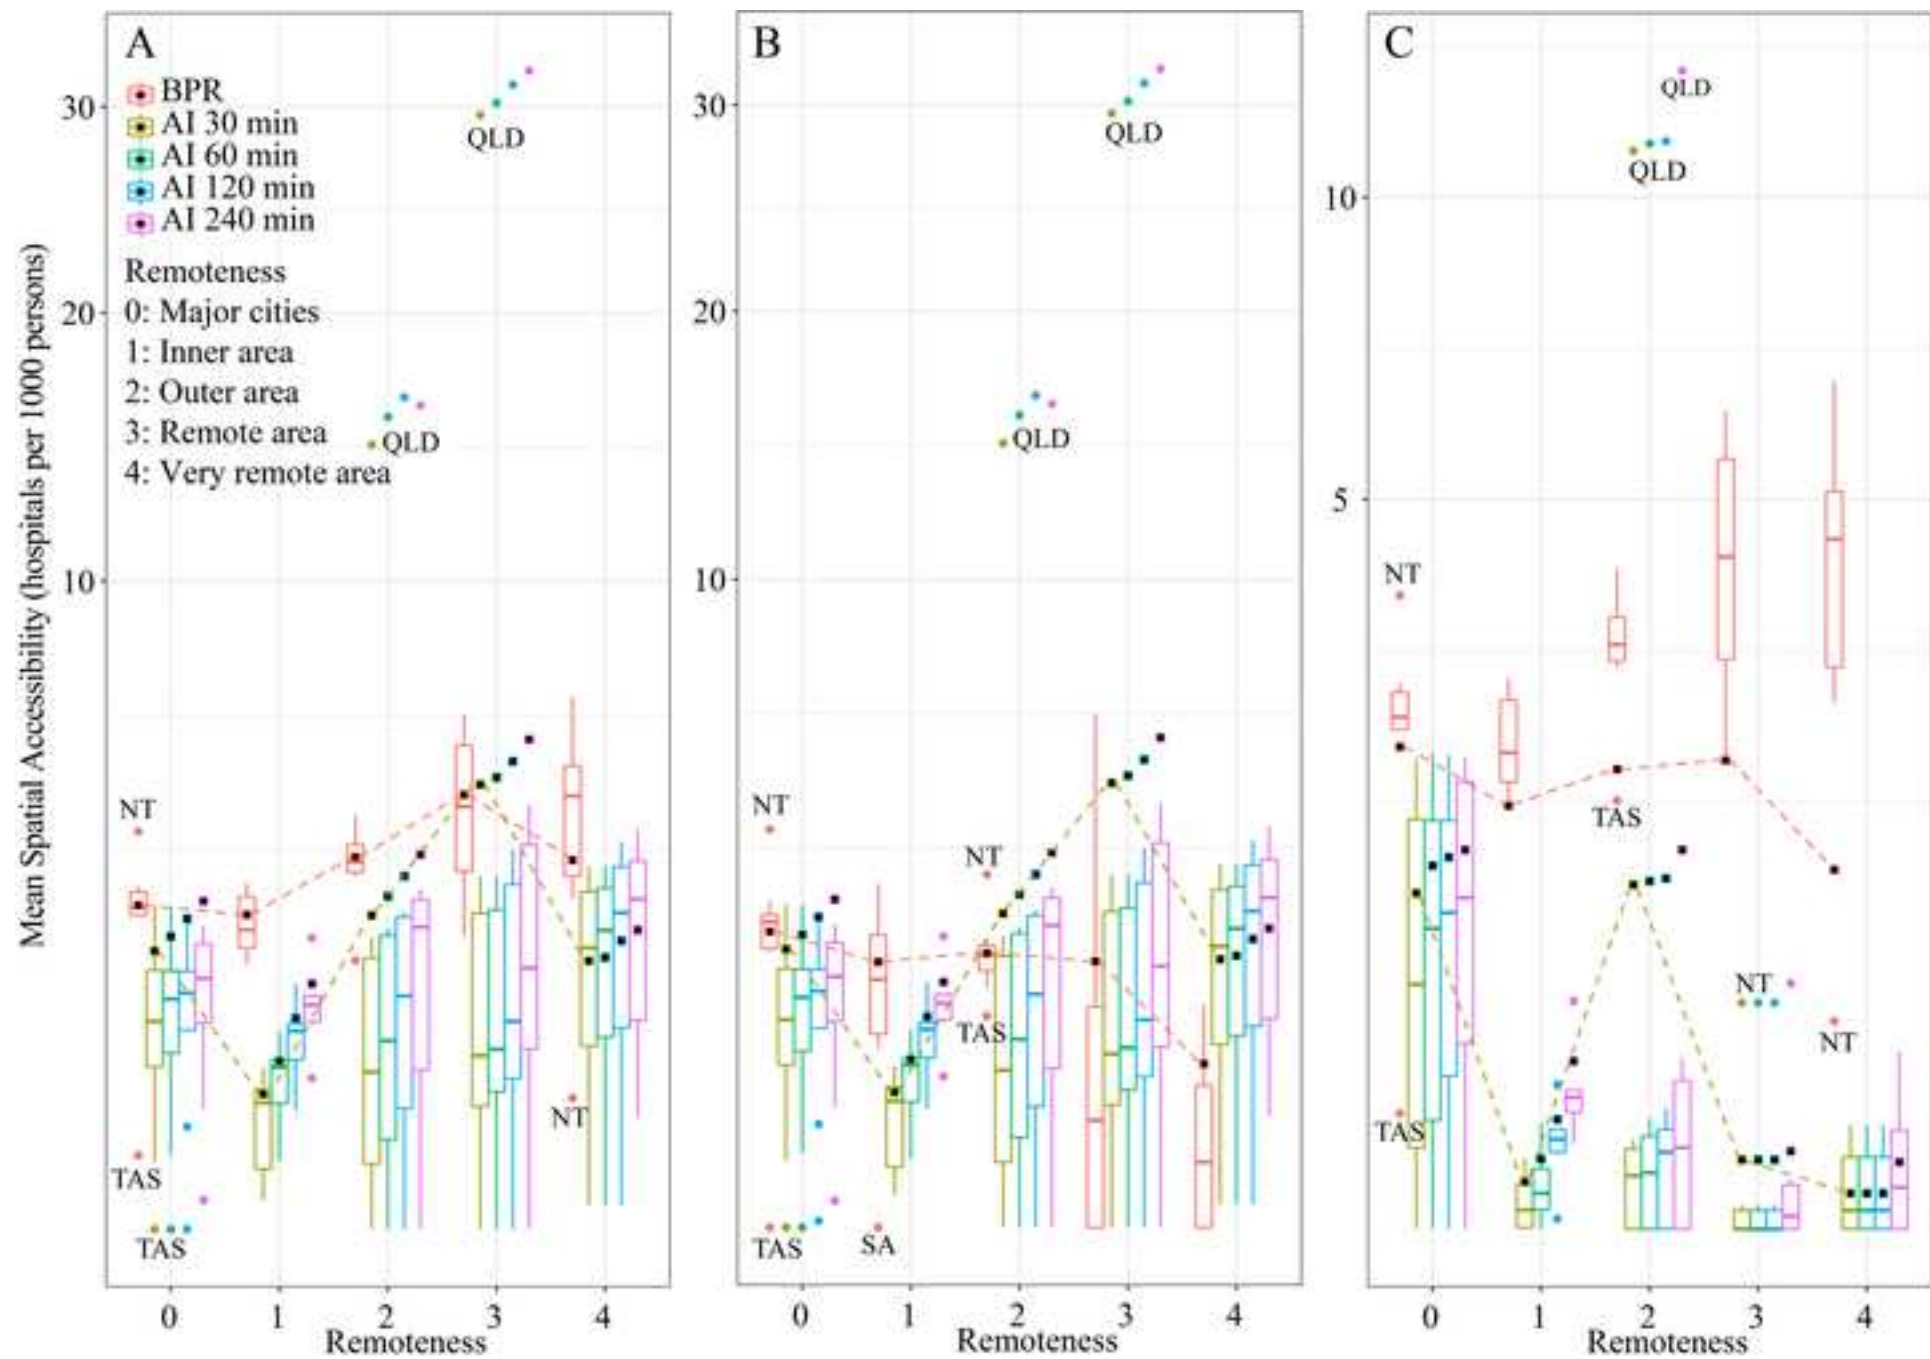 Mean Spatial Accessibility (hospitals per 1000 persons)
A
BPR
AI 30 min
AI 60 min
AI 120 min
AI 240 min
Remoteness
0: Major cities
1: Inner area
2: Outer area
3: Remote area
4: Very remote area
30
20
10
QLD
QLD
NT
TAS
TAS
NT
0 1 2 3 4
Remoteness
B
30
20
10
QLD
QLD
NT
NT
TAS
TAS
SA
0 1 2 3 4
Remoteness
C
10
5
QLD
QLD
NT
TAS
TAS
NT
NT
0 1 2 3 4
Remoteness